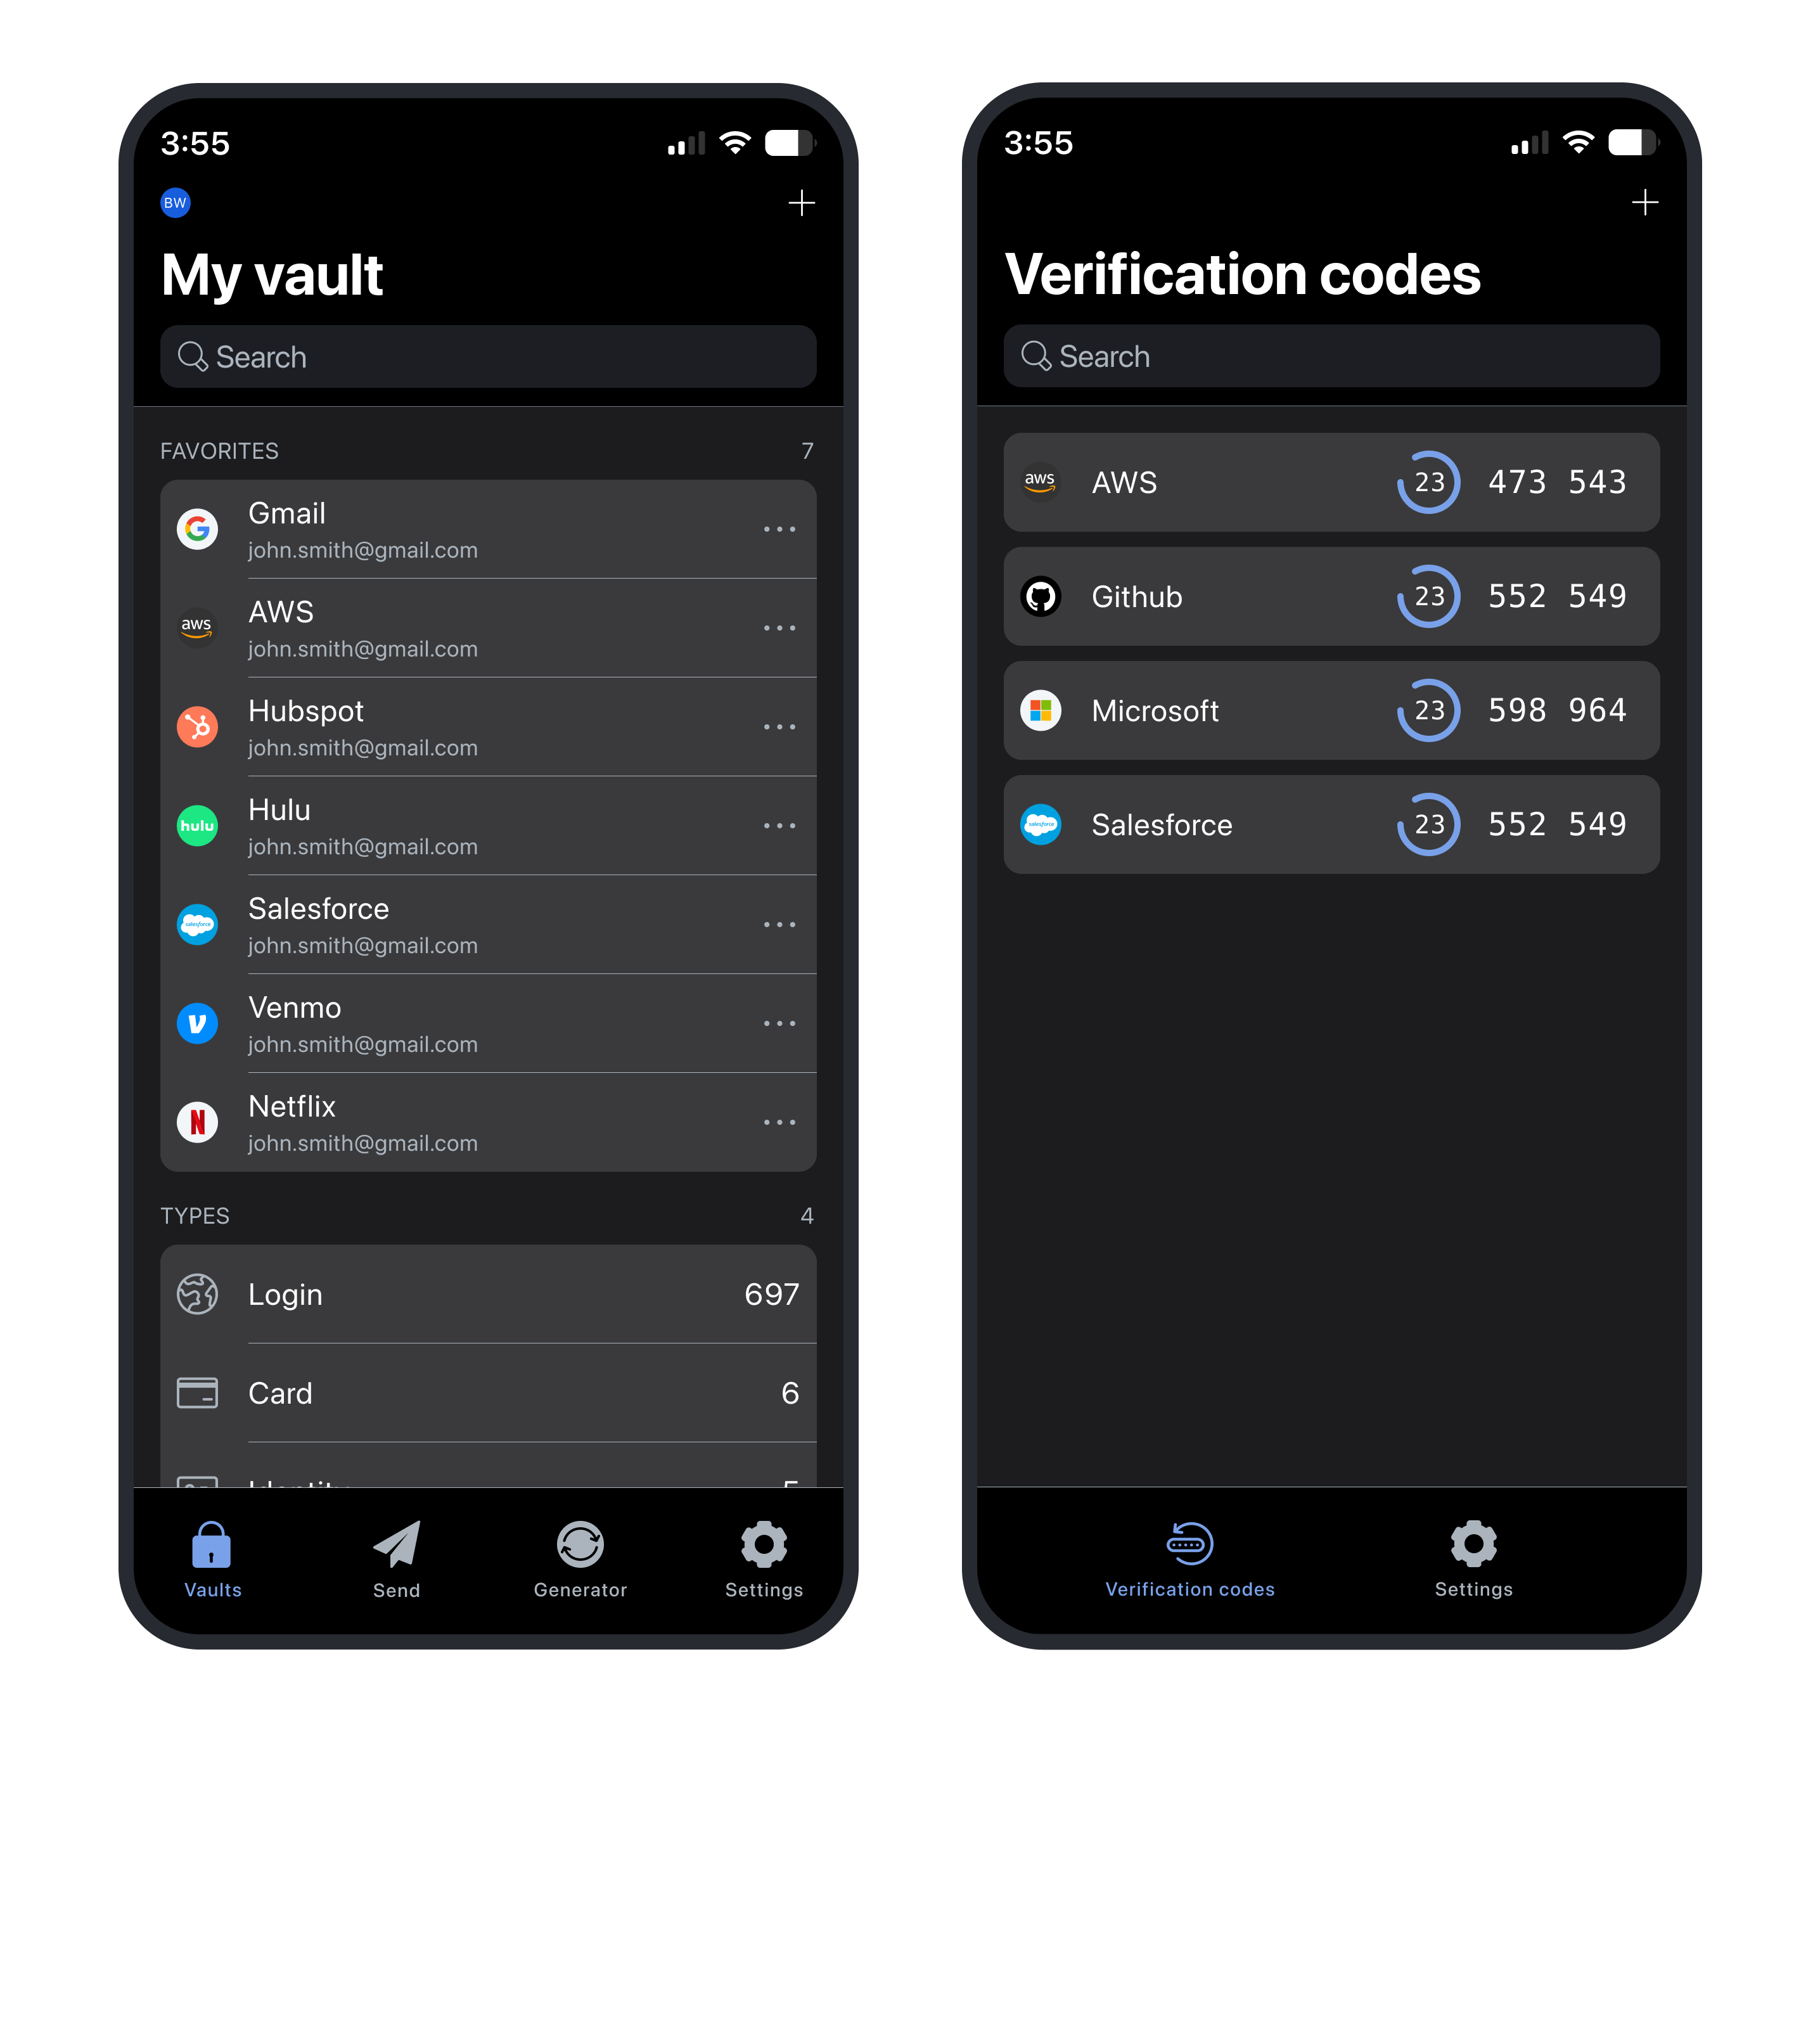 3:55
BW
My vault
Search
FAVORITES 7
Gmail
john.smith@gmail.com
aws
AWS
john.smith@gmail.com
Hubspot
john.smith@gmail.com
hulu
Hulu
john.smith@gmail.com
salesforce
Salesforce
john.smith@gmail.com
Venmo
john.smith@gmail.com
Netflix
john.smith@gmail.com
TYPES 4
Login 697
Card 6
Identity 5
Vaults Send Generator Settings
3:55
Verification codes
Search
aws AWS 23 473 543
Github 23 552 549
Microsoft 23 598 964
salesforce Salesforce 23 552 549
Verification codes Settings